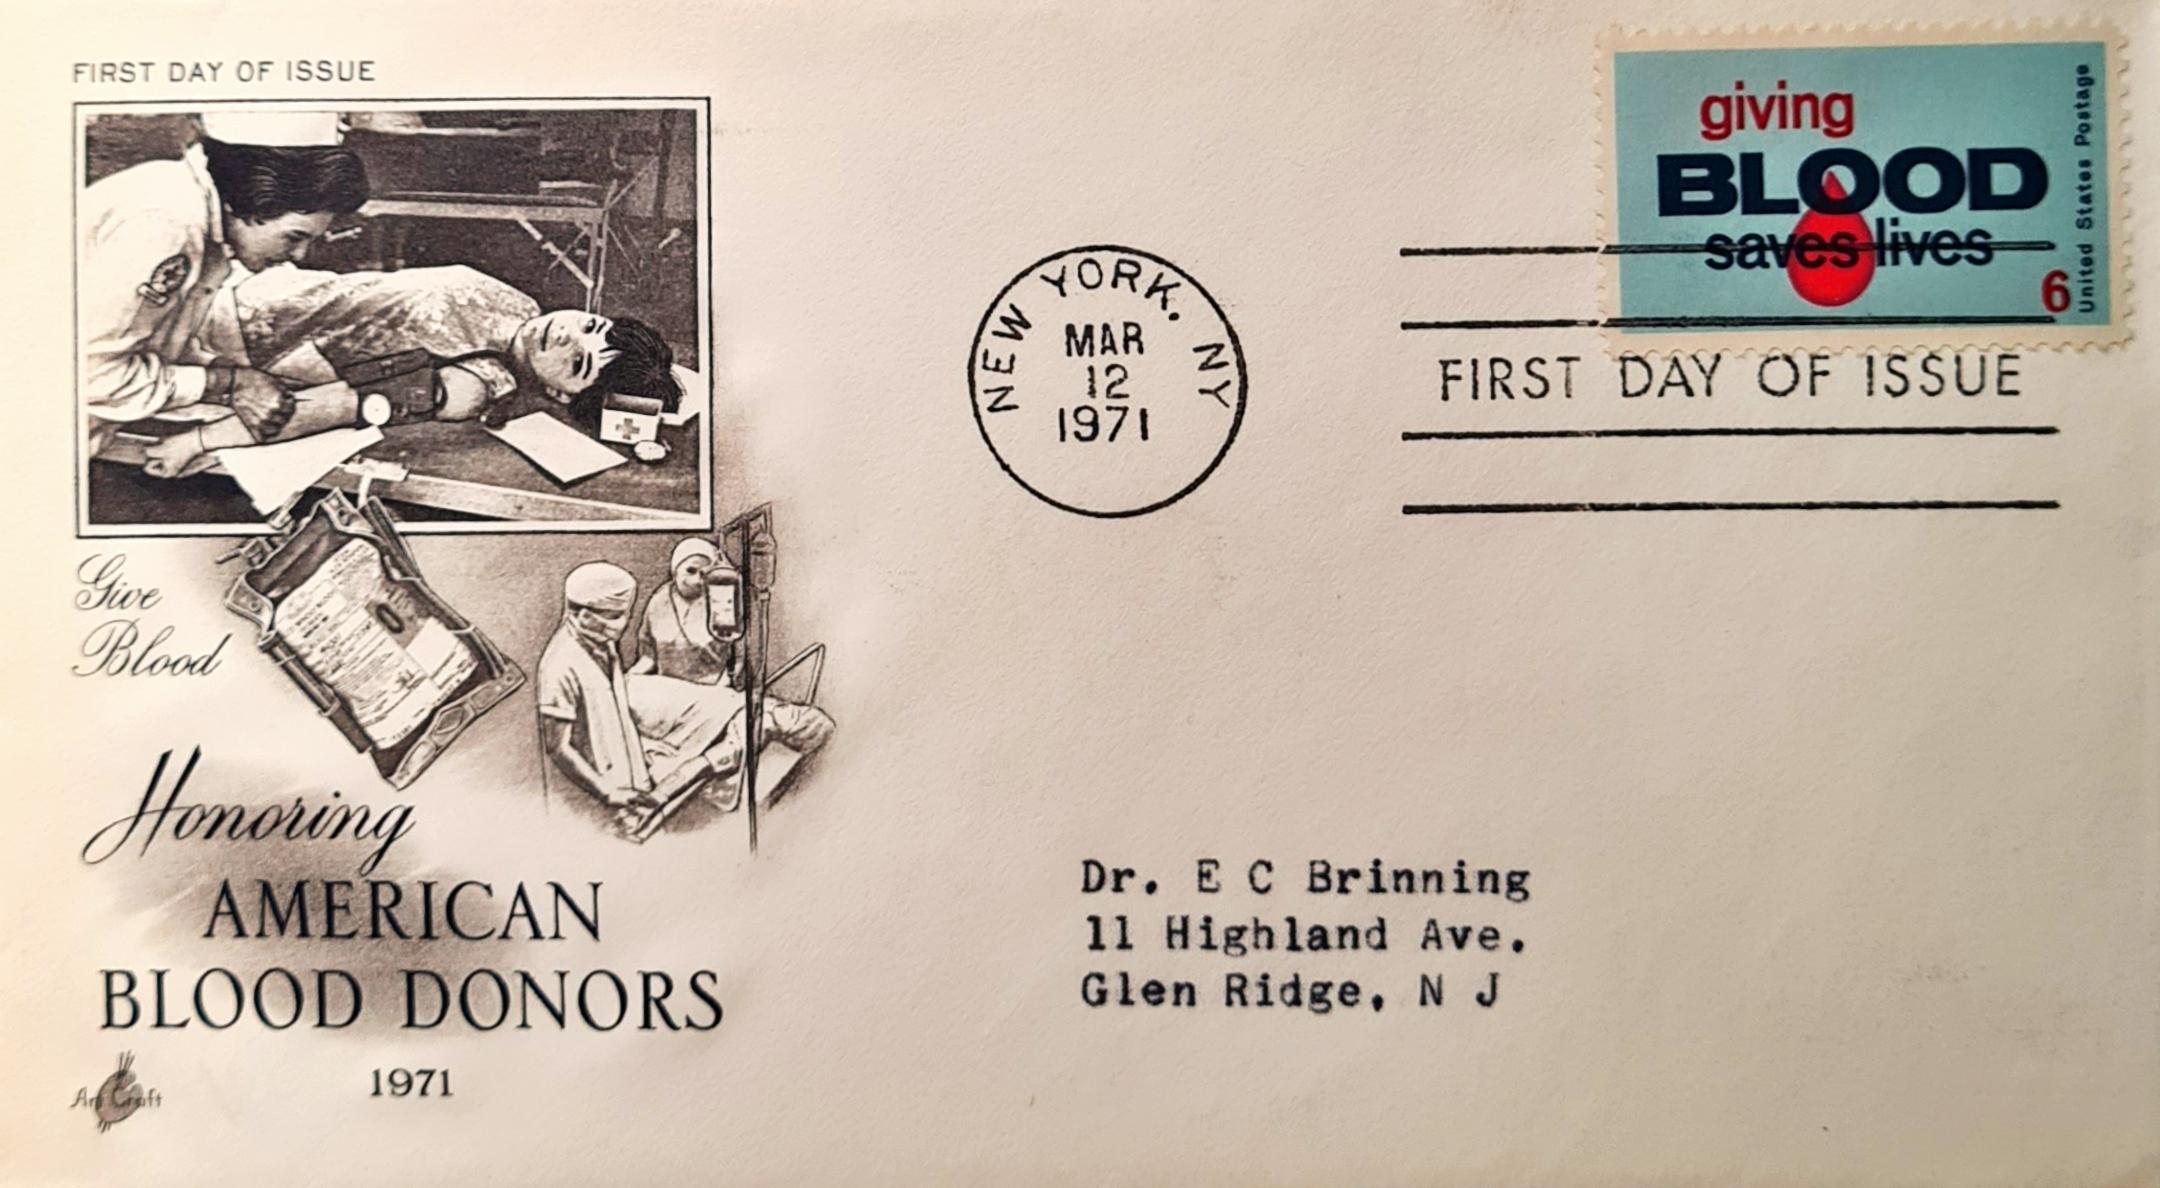 FIRST DAY OF ISSUE
Give
Blood
Honoring
AMERICAN
BLOOD DONORS
1971
Art Craft
NEW YORK. NY
MAR
12
1971
giving
BLOOD
saves lives
6
United States Postage
FIRST DAY OF ISSUE
Dr. E C Brinning
11 Highland Ave.
Glen Ridge, N J